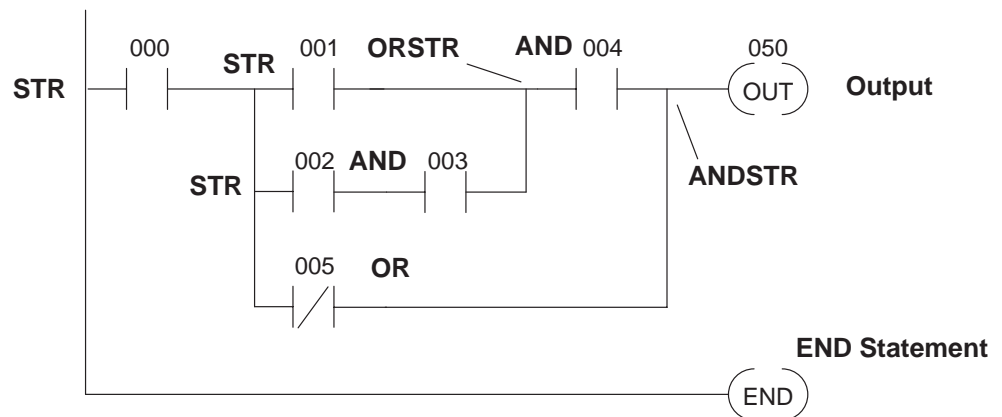 000
001
ORSTR
AND
004
050
STR
STR
OUT
Output
002
AND
003
STR
ANDSTR
005
OR
END Statement
END